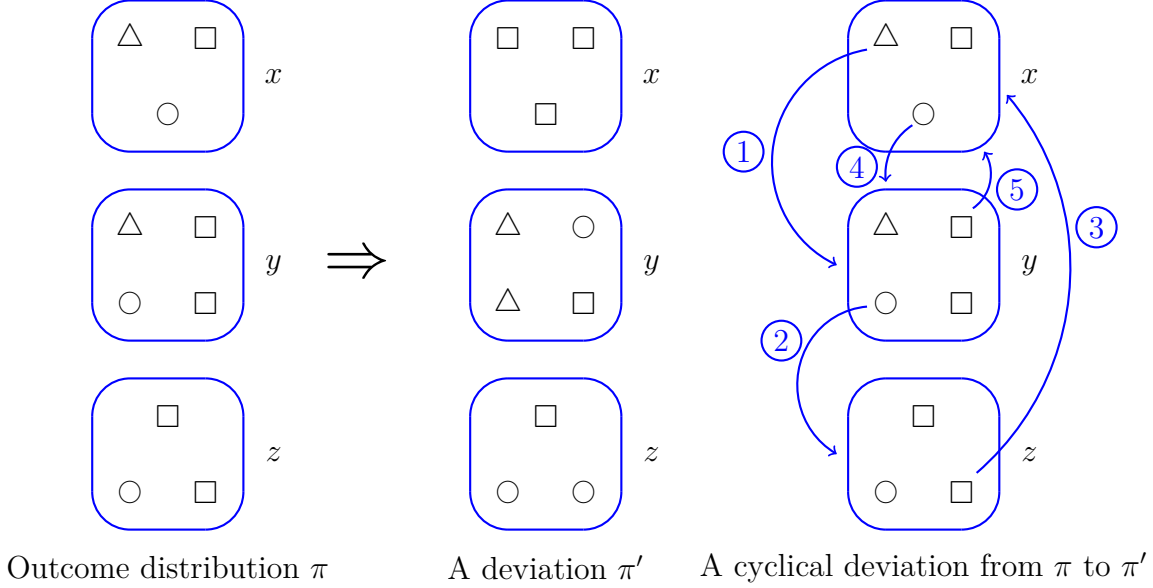 x
x
x
1
4
5
3
y
y
y
⇒
2
z
z
z
Outcome distribution π
A deviation π′
A cyclical deviation from π to π′